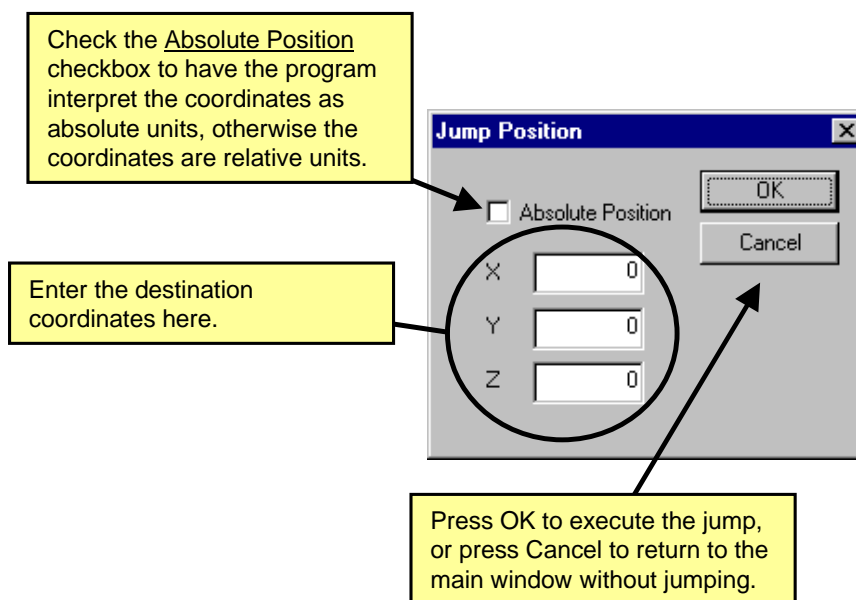 Check the Absolute Position
checkbox to have the program
interpret the coordinates as
absolute units, otherwise the
coordinates are relative units.
Jump Position
Absolute Position
OK
Cancel
X 0
Y 0
Z 0
Enter the destination
coordinates here.
Press OK to execute the jump,
or press Cancel to return to the
main window without jumping.